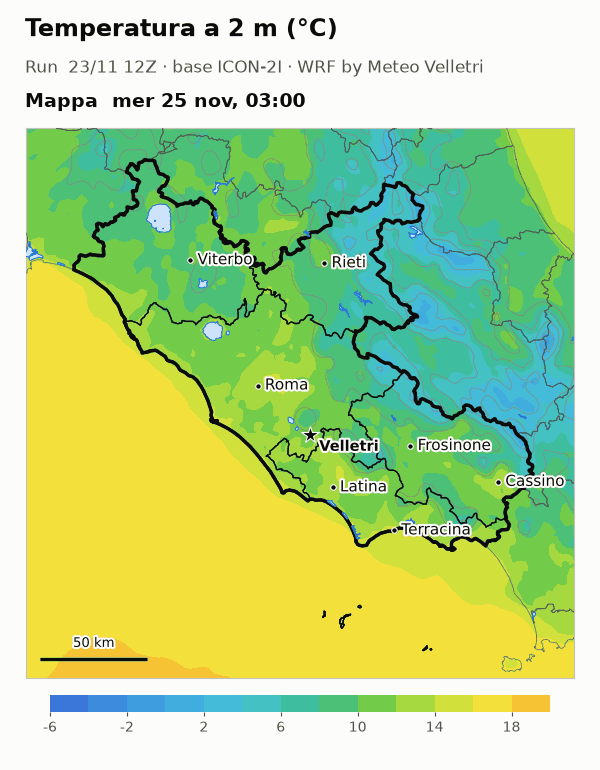 Temperatura a 2 m (°C)
Run  23/11 12Z · base ICON-2I · WRF by Meteo Velletri
Mappa  mer 25 nov, 03:00
Viterbo
Rieti
Roma
Velletri
Frosinone
Cassino
Latina
Terracina
50 km
-6 -2 2 6 10 14 18